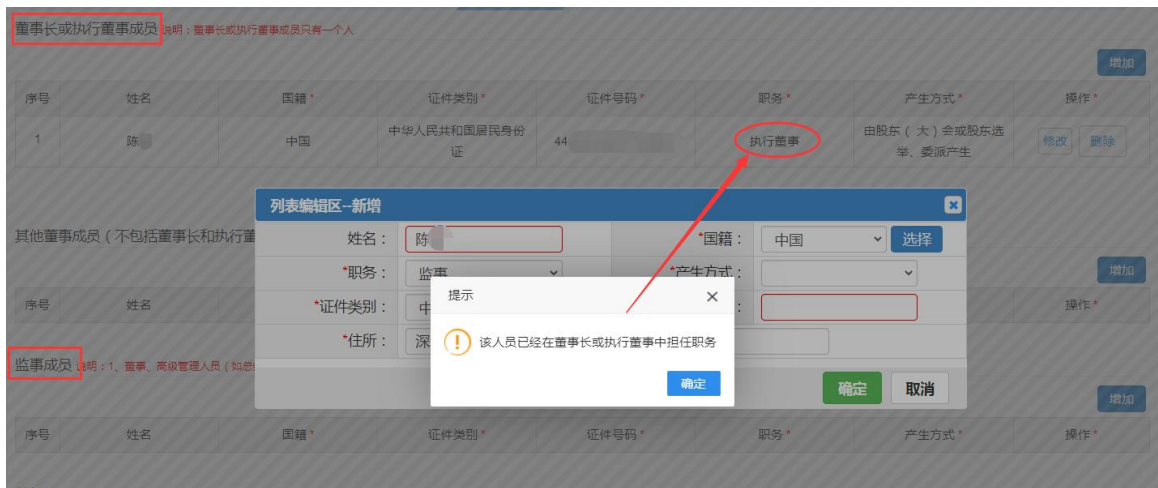 董事长或执行董事成员 说明：董事长或执行董事成员只有一个人
增加
序号 姓名 国籍* 证件类别* 证件号码* 职务* 产生方式* 操作*
1 陈 中国 中华人民共和国居民身份证 44 执行董事 由股东（大）会或股东选举、委派产生 修改 删除
列表编辑区--新增
其他董事成员（不包括董事长和执行董
姓名： 陈 *国籍： 中国 选择
*职务： 监事 *产生方式：
增加
提示
序号 姓名 *证件类别： 中 ： 操作*
该人员已经在董事长或执行董事中担任职务
*住所： 深
监事成员 说明：1、董事、高级管理人员（如总
确定
确定 取消
增加
序号 姓名 国籍* 证件类别* 证件号码* 职务* 产生方式* 操作*